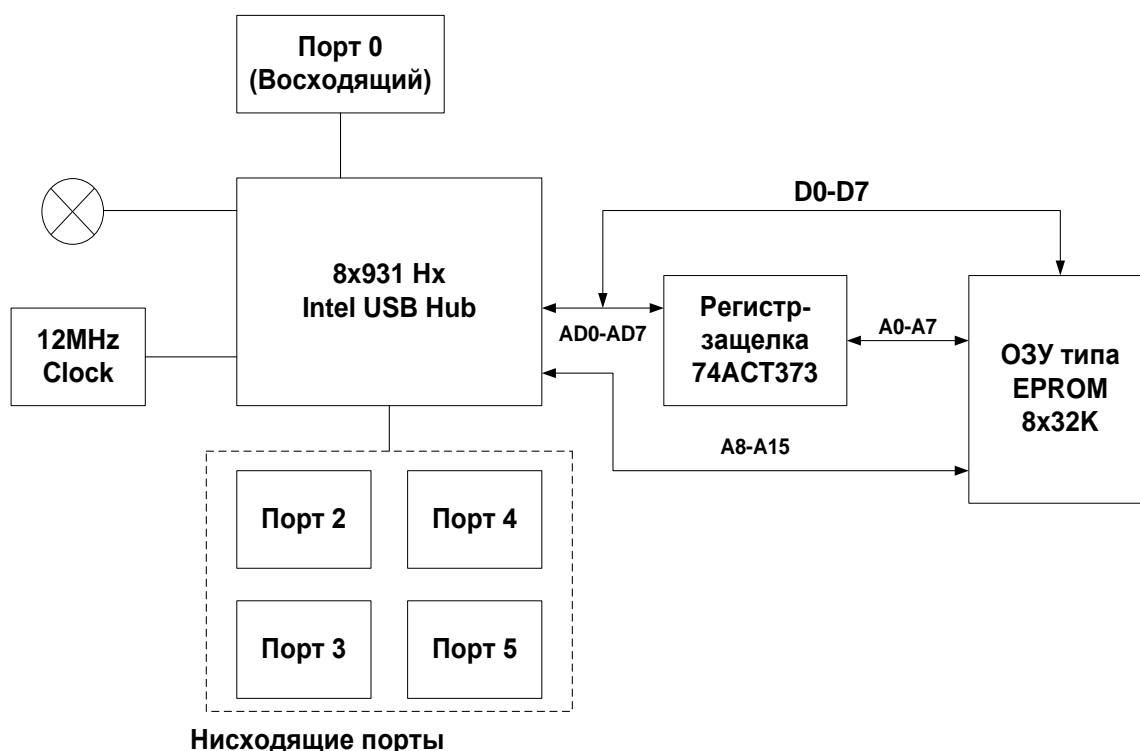 Порт 0
(Восходящий)
D0-D7
8x931 Hx
Intel USB Hub
AD0-AD7
Регистр-
защелка
74ACT373
A0-A7
ОЗУ типа
EPROM
8x32K
12MHz
Clock
A8-A15
Порт 2
Порт 4
Порт 3
Порт 5
Нисходящие порты